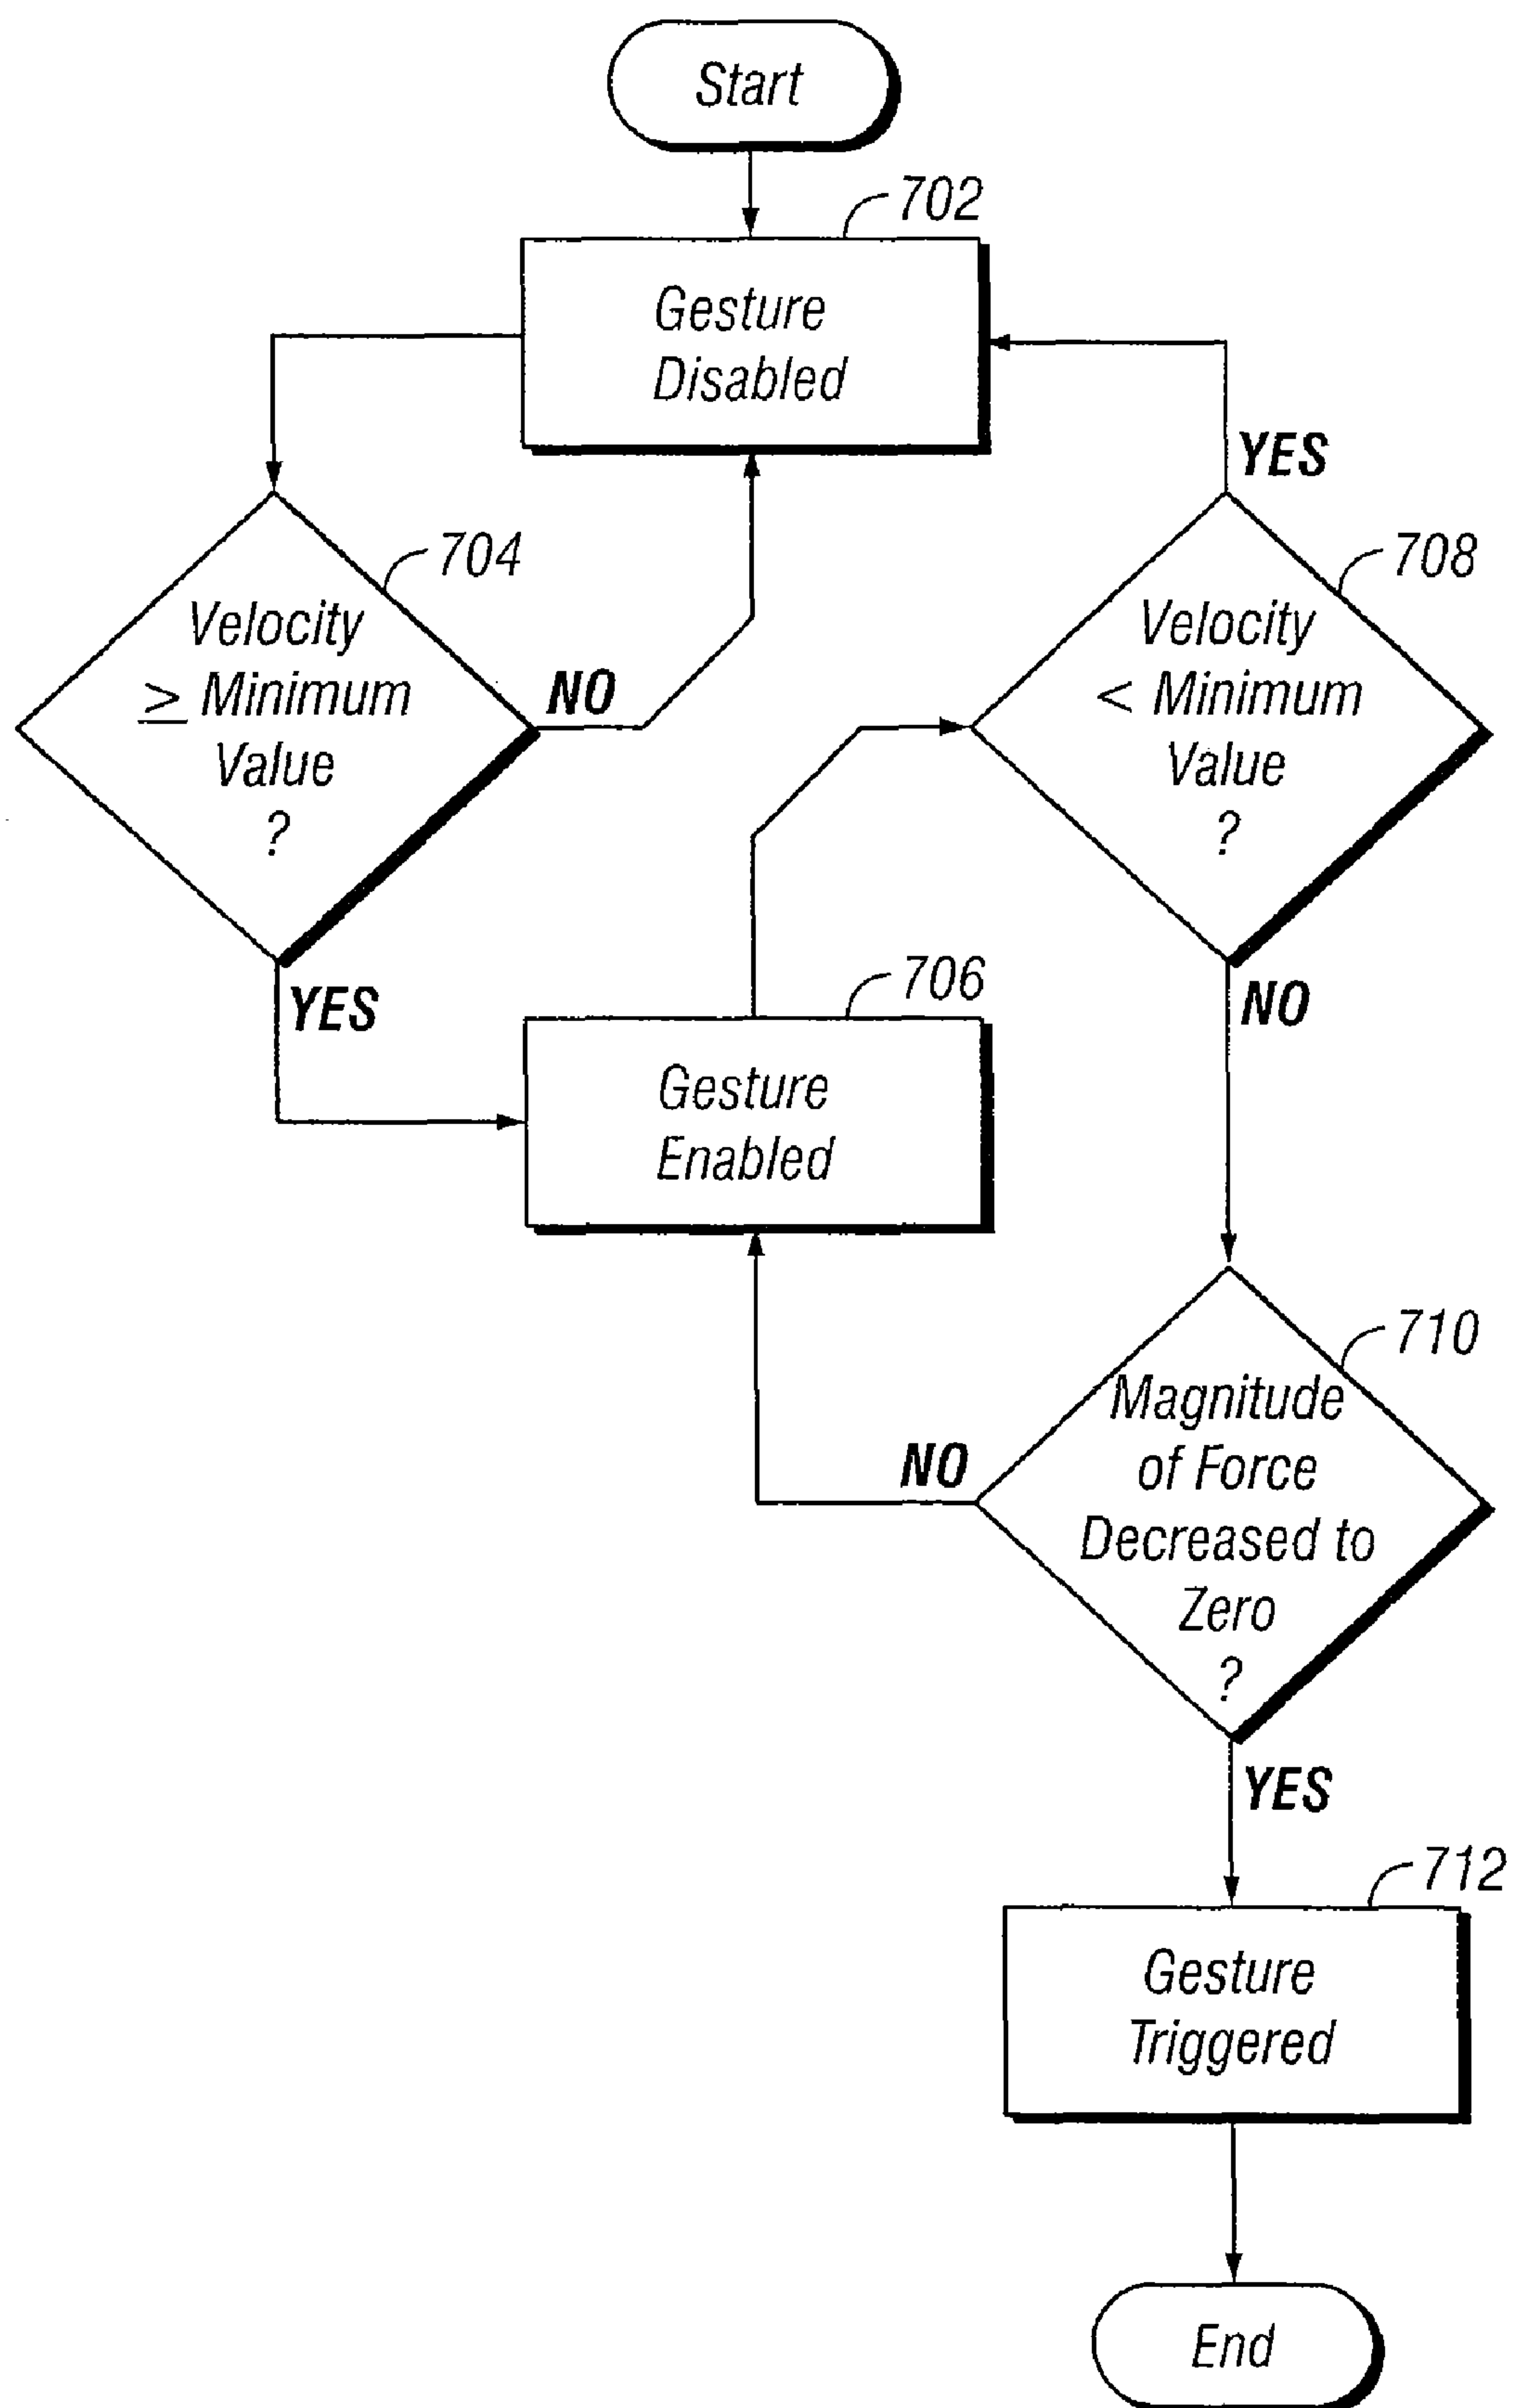 Start
702
Gesture
Disabled
YES
704
Velocity
≥ Minimum
Value
?
NO
708
Velocity
< Minimum
Value
?
YES
706
Gesture
Enabled
NO
710
Magnitude
of Force
Decreased to
Zero
?
NO
YES
712
Gesture
Triggered
End